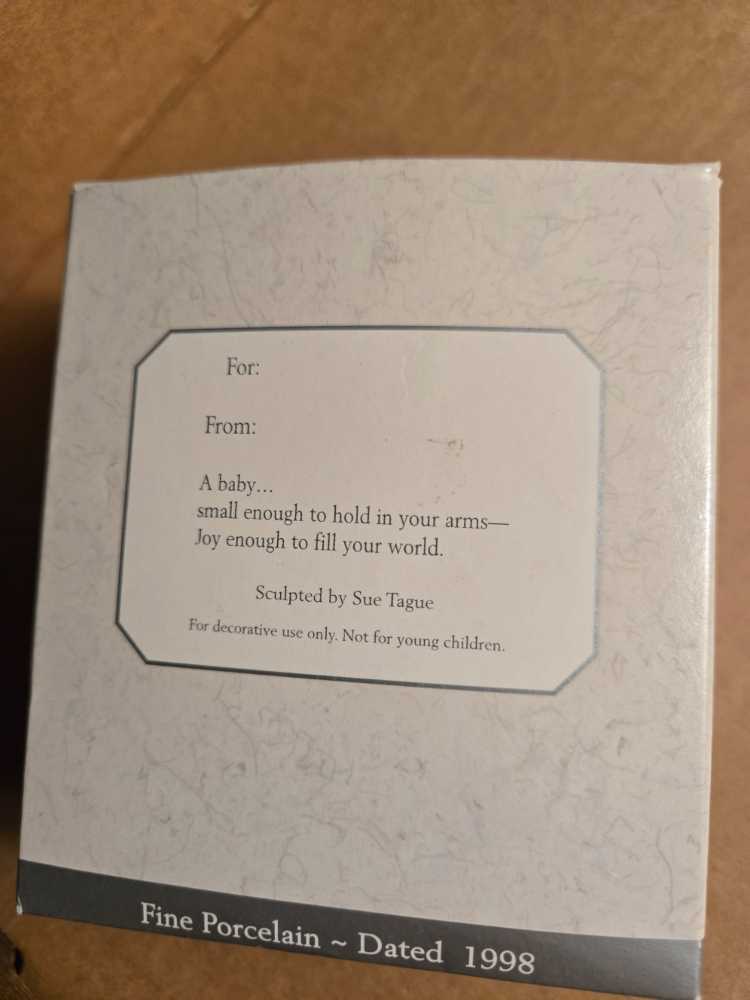 For:
From:
A baby...
small enough to hold in your arms—
Joy enough to fill your world.
Sculpted by Sue Tague
For decorative use only. Not for young children.
Fine Porcelain ~ Dated 1998